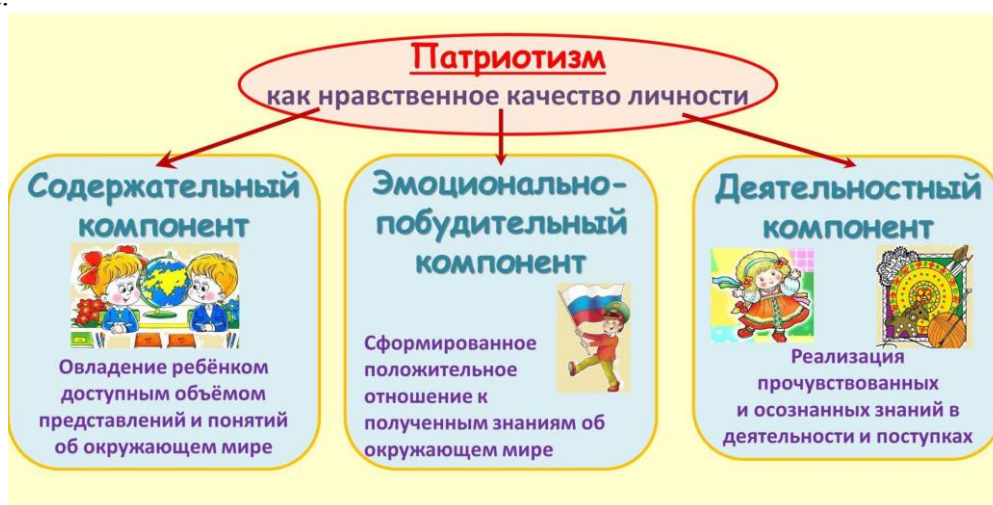 Патриотизм
как нравственное качество личности
Содержательный
компонент
Овладение ребёнком
доступным объёмом
представлений и понятий
об окружающем мире
Эмоционально-
побудительный
компонент
Сформированное
положительное
отношение к
полученным знаниям об
окружающем мире
Деятельностный
компонент
Реализация
прочувствованных
и осознанных знаний в
деятельности и поступках